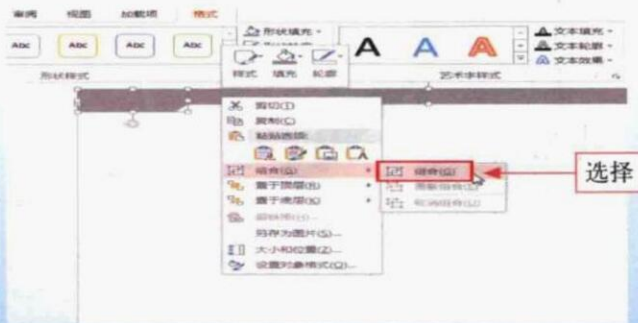 审阅 视图 加载项 格式
Abc Abc Abc Abc
形状填充
文本填充
A A A
文本轮廓
文本效果
样式 填充 轮廓
形状样式 艺术字样式
剪切(T)
复制(C)
粘贴选项:
组合(G) 组合(G)
置于顶层(R) 重新组合(E)
置于底层(K) 取消组合(U)
超链接(H)...
另存为图片(S)...
大小和位置(Z)...
设置对象格式(O)...
选择